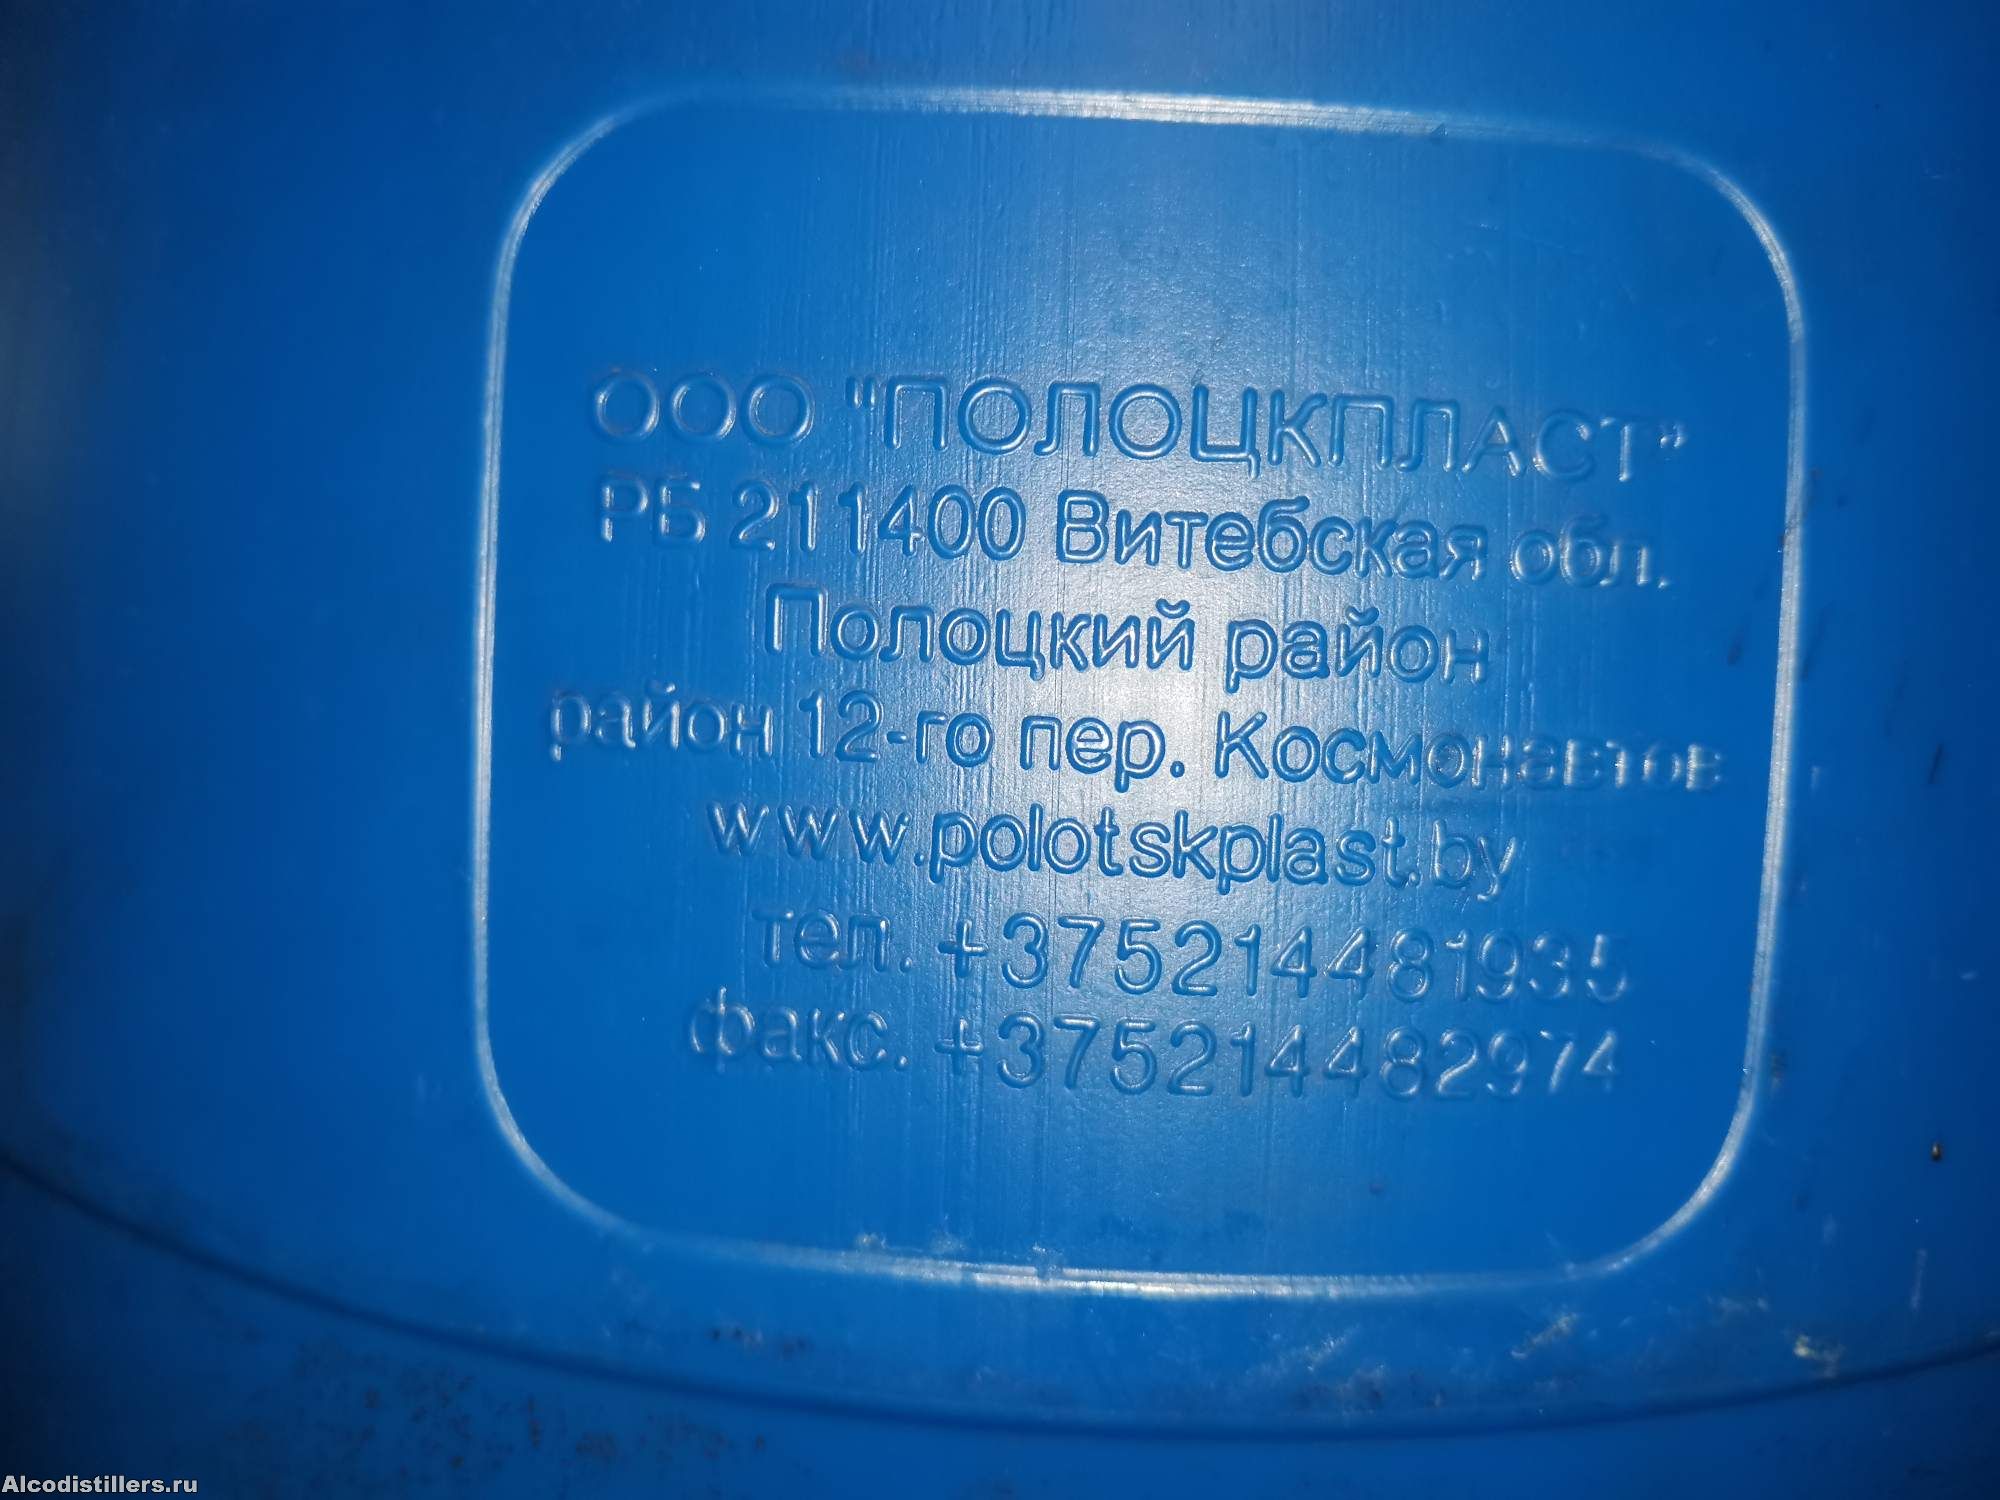 ООО "ПОЛОЦКПЛАСТ"
РБ 211400 Витебская обл.
Полоцкий район
район 12-го пер. Космонавтов
www.polotskplast.by
тел. +375214481935
факс. +375214482974
Alcodistillers.ru